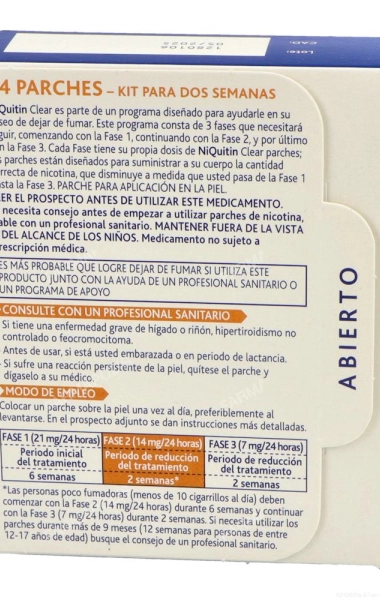 Lote:
CAD:
1280106
05/2025
4 PARCHES – KIT PARA DOS SEMANAS
iQuitin Clear es parte de un programa diseñado para ayudarle en su
seo de dejar de fumar. Este programa consta de 3 fases que necesitará
guir, comenzando con la Fase 1, continuando con la Fase 2, y por último
n la Fase 3. Cada Fase tiene su propia dosis de NiQuitin Clear parches;
s parches están diseñados para suministrar a su cuerpo la cantidad
rrecta de nicotina, que disminuye a medida que usted pasa de la Fase 1
asta la Fase 3. PARCHE PARA APLICACIÓN EN LA PIEL.
ER EL PROSPECTO ANTES DE UTILIZAR ESTE MEDICAMENTO.
necesita consejo antes de empezar a utilizar parches de nicotina,
able con un profesional sanitario. MANTENER FUERA DE LA VISTA
DEL ALCANCE DE LOS NIÑOS. Medicamento no sujeto a
rescripción médica.
ES MÁS PROBABLE QUE LOGRE DEJAR DE FUMAR SI UTILIZA ESTE
PRODUCTO JUNTO CON LA AYUDA DE UN PROFESIONAL SANITARIO O
UN PROGRAMA DE APOYO
CONSULTE CON UN PROFESIONAL SANITARIO
Si tiene una enfermedad grave de hígado o riñón, hipertiroidismo no
controlado o feocromocitoma.
Antes de usar, si está usted embarazada o en periodo de lactancia.
Si sufre una reacción persistente de la piel, quítese el parche y
dígaselo a su médico.
MODO DE EMPLEO
Colocar un parche sobre la piel una vez al día, preferiblemente al
levantarse. En el prospecto adjunto se dan instrucciones más detalladas.
FASE 1 (21 mg/24 horas) FASE 2 (14 mg/24 horas) FASE 3 (7 mg/24 horas)
Periodo inicial Periodo de reducción Periodo de reducción
del tratamiento del tratamiento del tratamiento
6 semanas 2 semanas* 2 semanas
*Las personas poco fumadoras (menos de 10 cigarrillos al día) deben
comenzar con la Fase 2 (14 mg/24 horas) durante 6 semanas y continuar
con la Fase 3 (7 mg/24 horas) durante 2 semanas. Si necesita utilizar los
parches durante más de 9 meses (12 semanas para personas de entre
12-17 años de edad) busque el consejo de un profesional sanitario.
ABIERTO